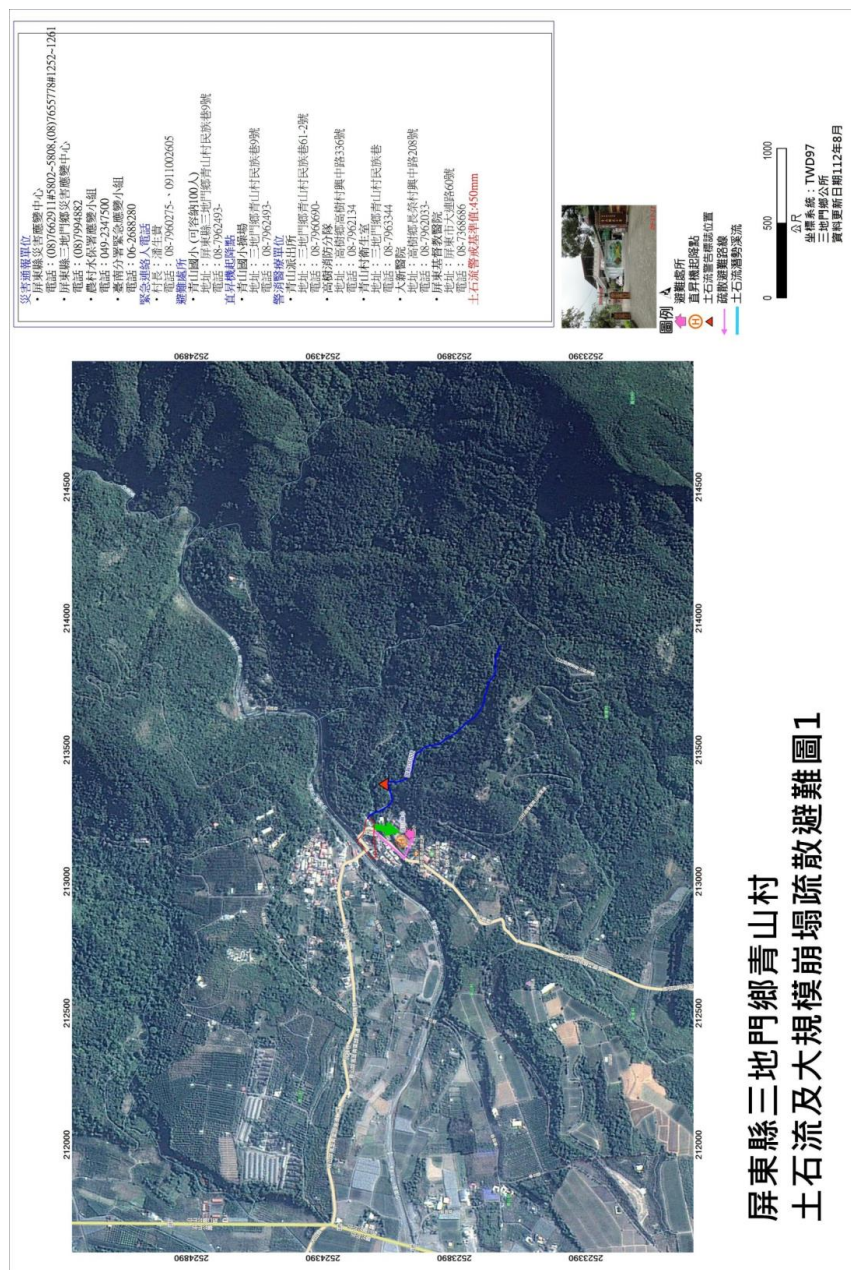 屏東縣三地門鄉青山村
土石流及大規模崩塌疏散避難圖1
212000
212500
213000
213500
214000
214500
2524890
2524390
2523890
2523390
2524890
2524390
2523890
2523390
災害通報單位
・屏東縣災害應變中心
電話：(08)7662911#5802~5808,(08)7655778#1252~1261
・屏東縣三地門鄉災害應變中心
電話：(08)7994882
・農村水保署應變小組
電話：049-2347500
・臺南分署緊急應變小組
電話：06-2688280
緊急連絡人電話
・村長：潘生貴
電話：08-7960275-、0911002605
避難處所
・青山國小 (可容納100人)
地址：屏東縣三地門鄉青山村民族巷9號
電話：08-7962493-
直昇機起降點
・青山國小操場
地址：三地門鄉青山村民族巷9號
電話：08-7962493-
警消醫療單位
・青山派出所
地址：三地門鄉青山村民族巷61-2號
電話：08-7960690-
・高樹消防分隊
地址：高樹鄉高樹村興中路336號
電話：08-7962134
・青山村衛生室
地址：三地門鄉青山村民族巷
電話：08-7963344
・大新醫院
地址：高樹鄉長榮村興中路208號
電話：08-7962033-
・屏東基督教醫院
地址：屏東市大連路60號
電話：08-7368686
土石流警戒基準值:450mm
圖例
避難處所
直昇機起降點
土石流警告標誌位置
疏散避難路線
土石流潛勢溪流
0
500
1000
公尺
坐標系統：TWD97
三地門鄉公所
資料更新日期112年8月